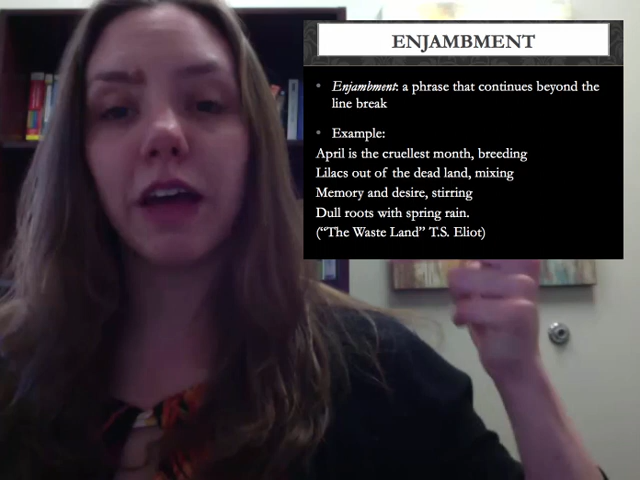 ENJAMBMENT
• Enjambment: a phrase that continues beyond the
line break
• Example:
April is the cruellest month, breeding
Lilacs out of the dead land, mixing
Memory and desire, stirring
Dull roots with spring rain.
(“The Waste Land” T.S. Eliot)